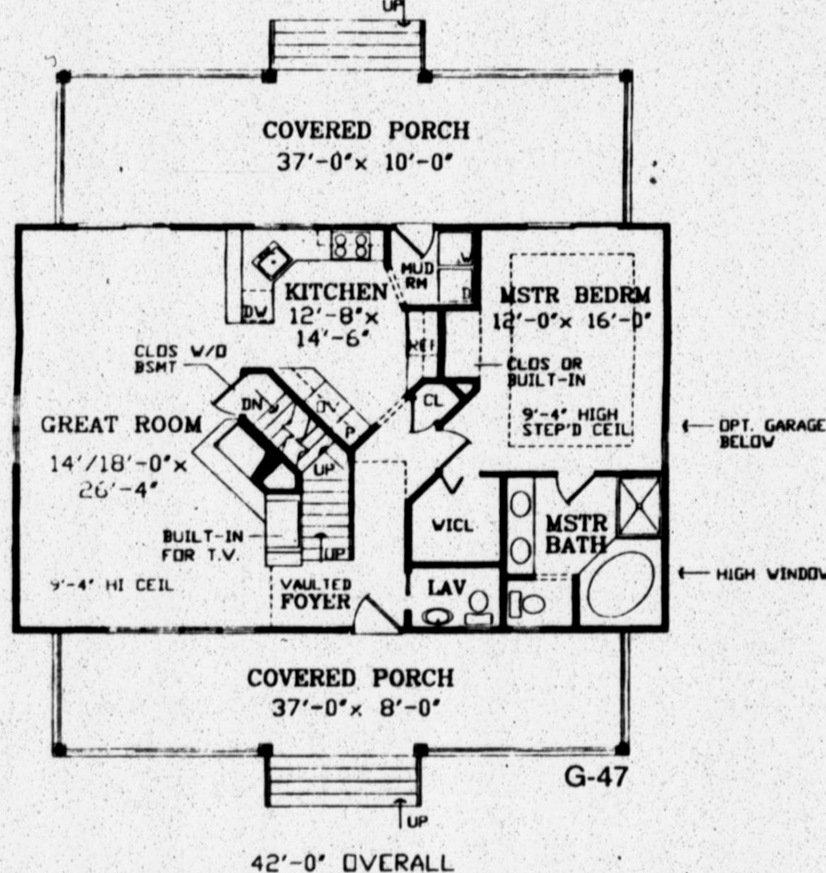 UP
COVERED PORCH
37'-0"x 10'-0"
MUD
RM
W
D
KITCHEN
12'-8"x
14'-6"
DW
REF
MSTR BEDRM
12'-0"x 16'-0"
CLOS W/O
BSMT
CLOS OR
BUILT-IN
DN
CL
9'-4" HIGH
STEP'D CEIL
OPT. GARAGE
BELOW
GREAT ROOM
14'/18'-0"x
26'-4"
UP
WICL
MSTR
BATH
BUILT-IN
FOR T.V.
UP
HIGH WINDOW
9'-4" HI CEIL
VAULTED
FOYER
LAV
COVERED PORCH
37'-0"x 8'-0"
G-47
UP
42'-0" OVERALL